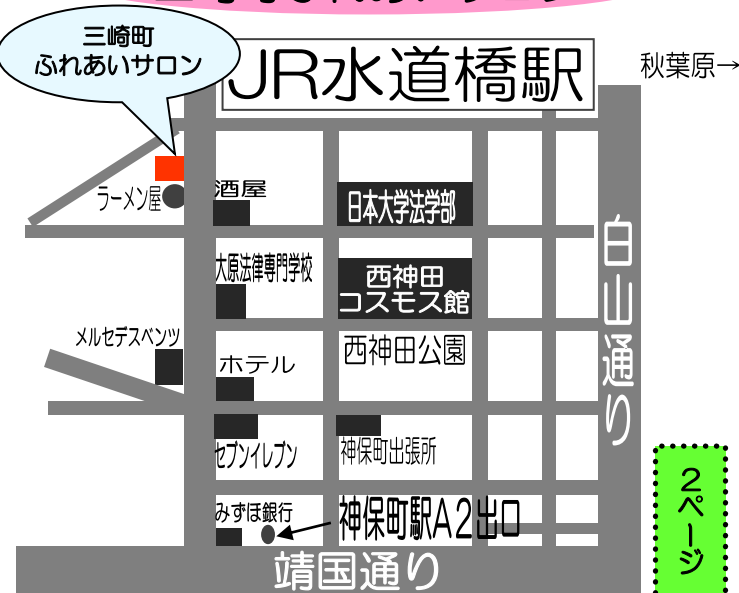 三崎町
ふれあいサロン
JR水道橋駅
秋葉原→
ラーメン屋
酒屋
日本大学法学部
大原法律専門学校
西神田
コスモス館
白山通り
メルセデスベンツ
ホテル
西神田公園
セブンイレブン
神保町出張所
2ページ
みずほ銀行
神保町駅A2出口
靖国通り